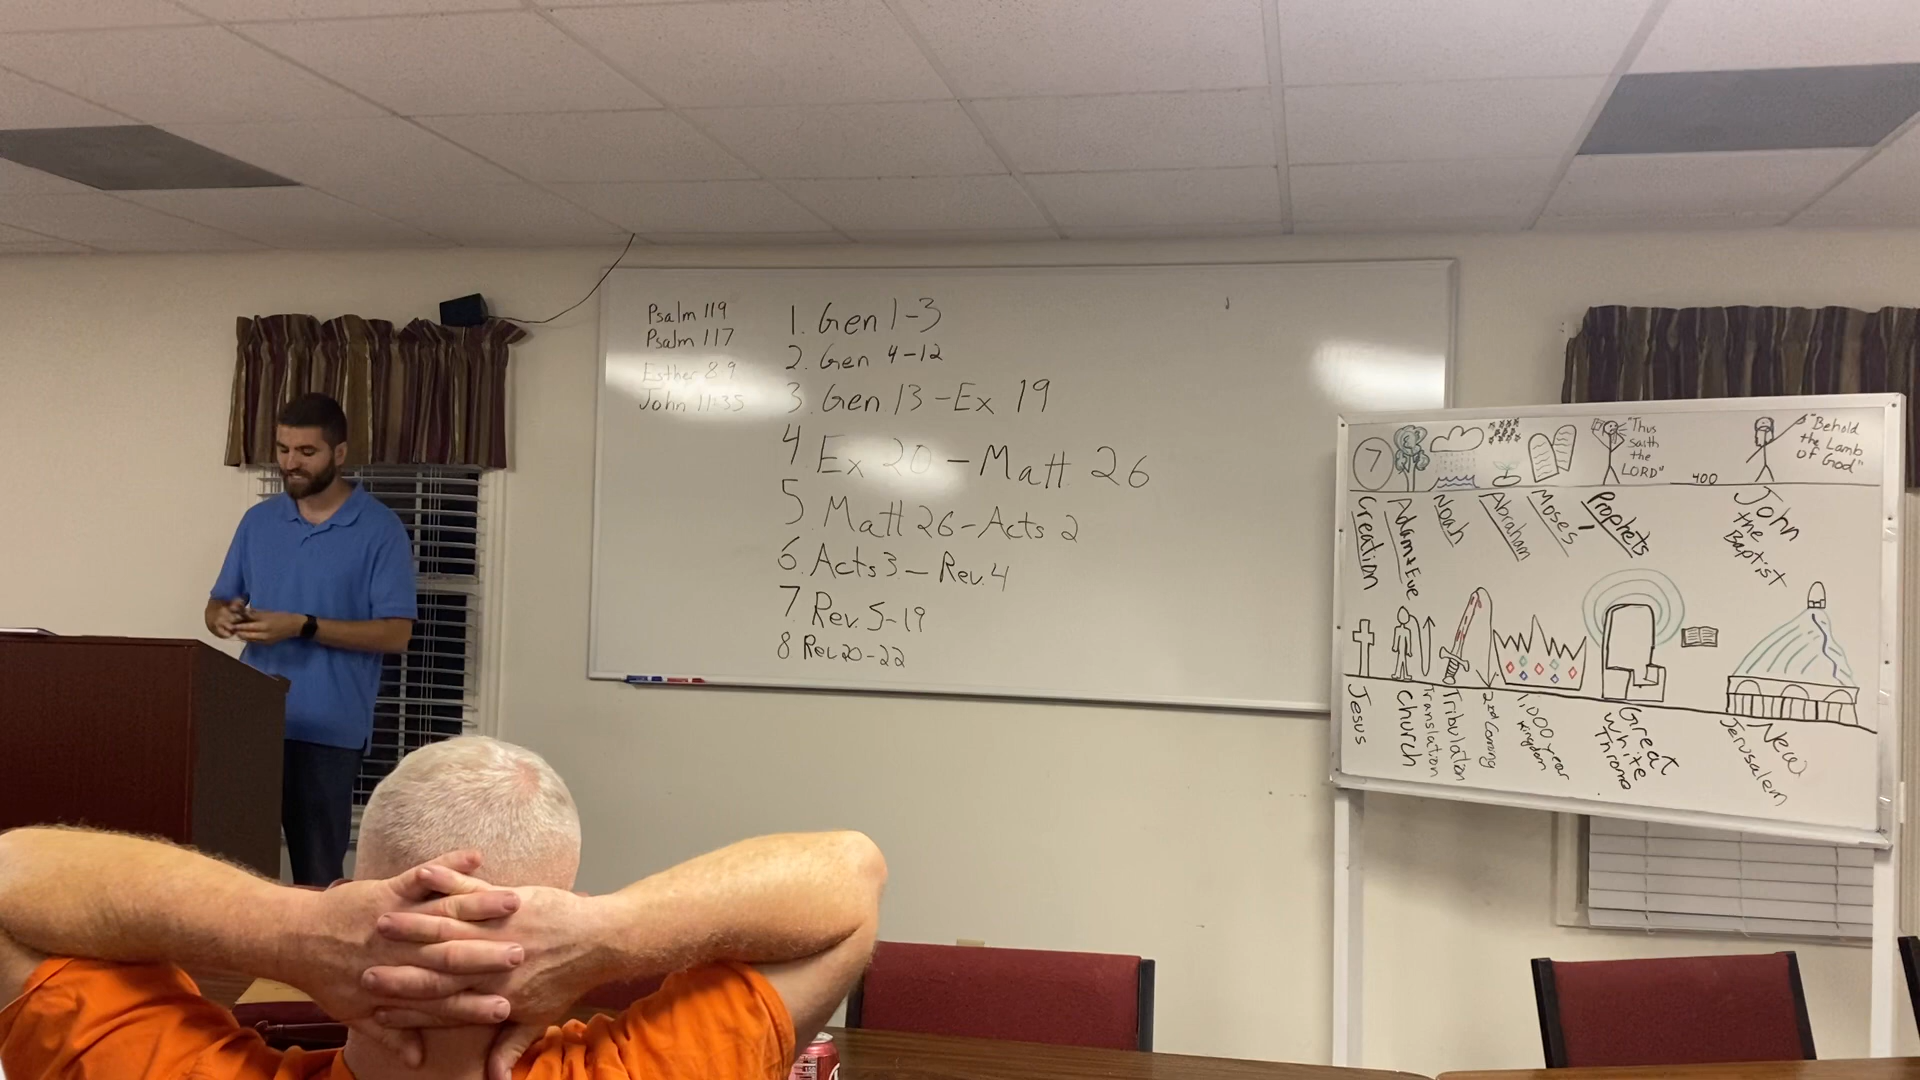 Psalm 119
Psalm 117
Esther 8:9
John 11:35
1. Gen 1-3
2. Gen 4-12
3. Gen 13-Ex 19
4. Ex 20-Matt 26
5. Matt 26-Acts 2
6. Acts 3-Rev. 4
7. Rev. 5-19
8 Rev 20-22
7
"Thus
saith
the
LORD"
400
"Behold
the Lamb
of God"
Creation
Adam & Eve
Noah
Abraham
Moses
Prophets
John
the
Baptist
Jesus
Church
Translation
Tribulation
2nd Coming
1,000 year
Kingdom
Great
White
Throne
New
Jerusalem